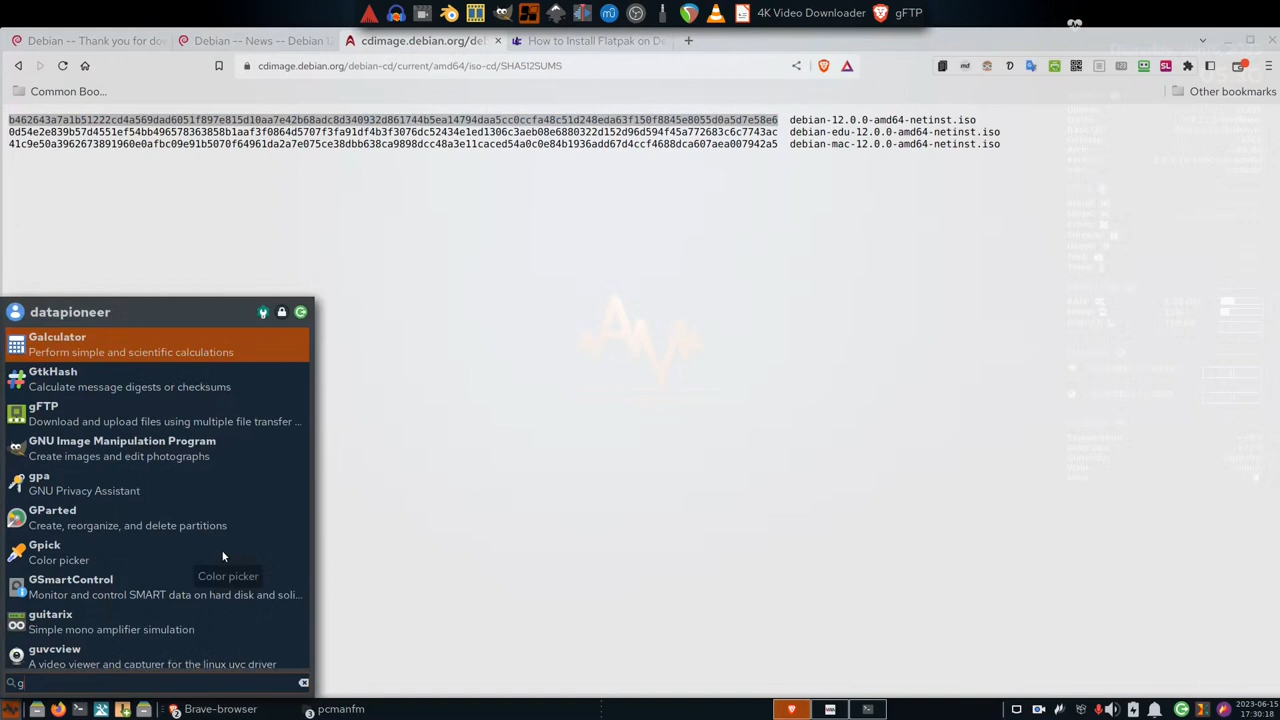 4K Video Downloader
gFTP
Debian -- Thank you for dov
Debian -- News -- Debian 12
cdimage.debian.org/deb
How to Install Flatpak on De
cdimage.debian.org/debian-cd/current/amd64/iso-cd/SHA512SUMS
Common Boo...
Other bookmarks
b462643a7a1b51222cd4a569dad6051f897e815d10aa7e42b68adc8d340932d861744b5ea14794daa5cc0ccfa48c51d248eda63f150f8845e8055d0a5d7e58e6 debian-12.0.0-amd64-netinst.iso
0d54e2e839b57d4551ef54bb496578363858b1aaf3f0864d5707f3fa91df4b3f3076dc52434e1ed1306c3aeb08e6880322d152d96d594f45a772683c6c7743ac debian-edu-12.0.0-amd64-netinst.iso
41c9e50a3962673891960e0afbc09e91b5070f64961da2a7e075ce38dbb638ca9898dcc48a3e11caced54a0c0e84b1936add67d4ccf4688dca607aea007942a5 debian-mac-12.0.0-amd64-netinst.iso
datapioneer
Galculator
Perform simple and scientific calculations
GtkHash
Calculate message digests or checksums
gFTP
Download and upload files using multiple file transfer ...
GNU Image Manipulation Program
Create images and edit photographs
gpa
GNU Privacy Assistant
GParted
Create, reorganize, and delete partitions
Gpick
Color picker
Color picker
GSmartControl
Monitor and control SMART data on hard disk and soli...
guitarix
Simple mono amplifier simulation
guvcview
A video viewer and capturer for the linux uvc driver
g
2 Brave-browser
3 pcmanfm
2023-06-15
17:30:18